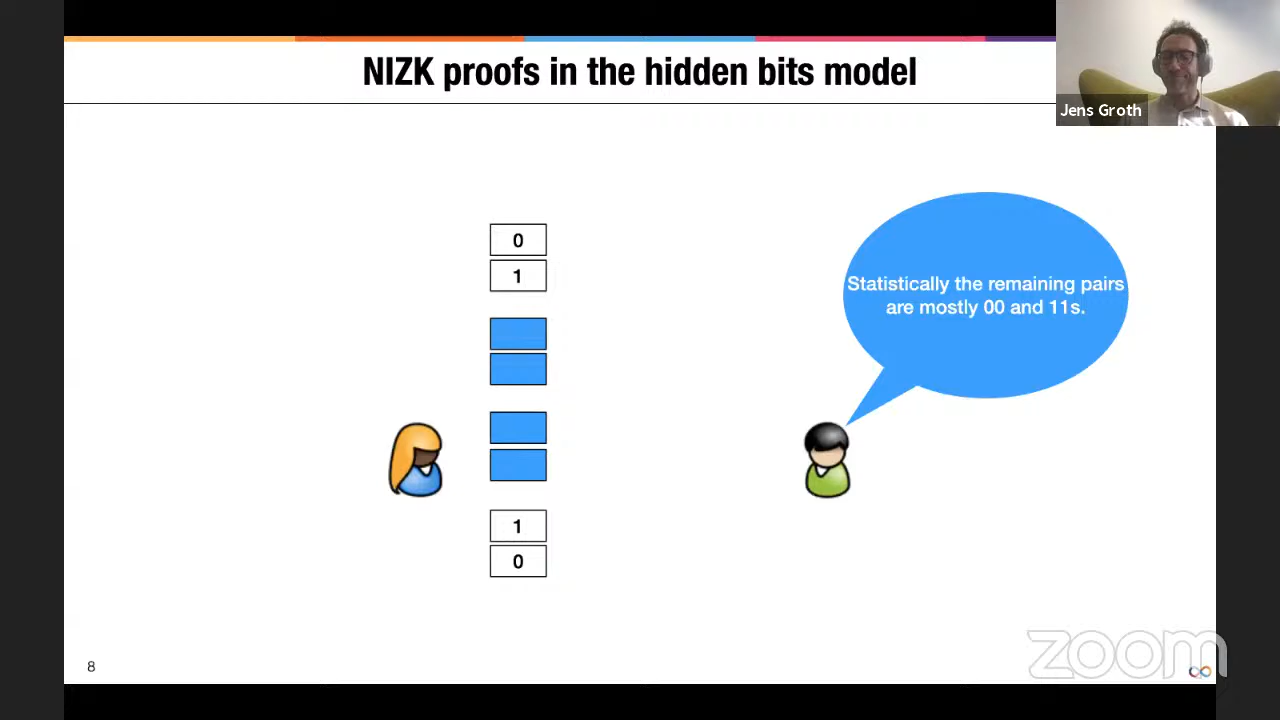 NIZK proofs in the hidden bits model
Jens Groth
0
1
Statistically the remaining pairs
are mostly 00 and 11s.
1
0
8
zoom